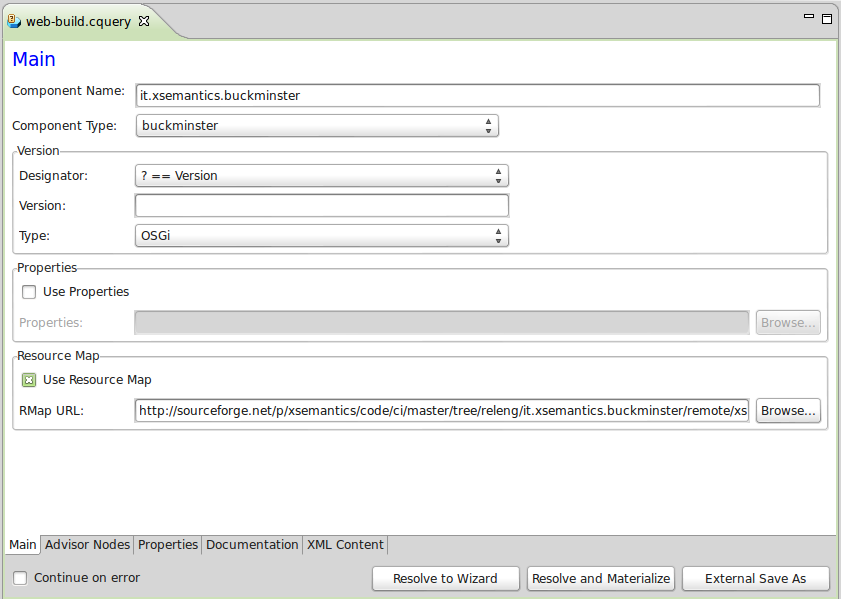 web-build.cquery
Main
Component Name: it.xsemantics.buckminster
Component Type: buckminster
Version
Designator: ? == Version
Version:
Type: OSGi
Properties
Use Properties
Properties: Browse...
Resource Map
Use Resource Map
RMap URL: http://sourceforge.net/p/xsemantics/code/ci/master/tree/releng/it.xsemantics.buckminster/remote/xs Browse...
Main Advisor Nodes Properties Documentation XML Content
Continue on error Resolve to Wizard Resolve and Materialize External Save As